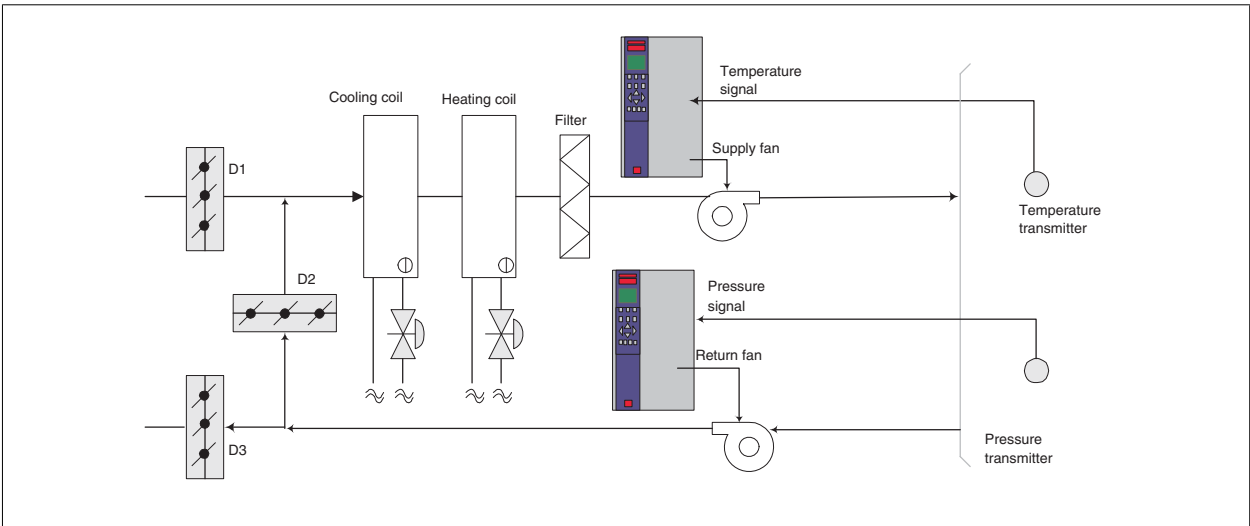 Cooling coil
Heating coil
Filter
Temperature
signal
Supply fan
D1
Temperature
transmitter
D2
Pressure
signal
Return fan
D3
Pressure
transmitter